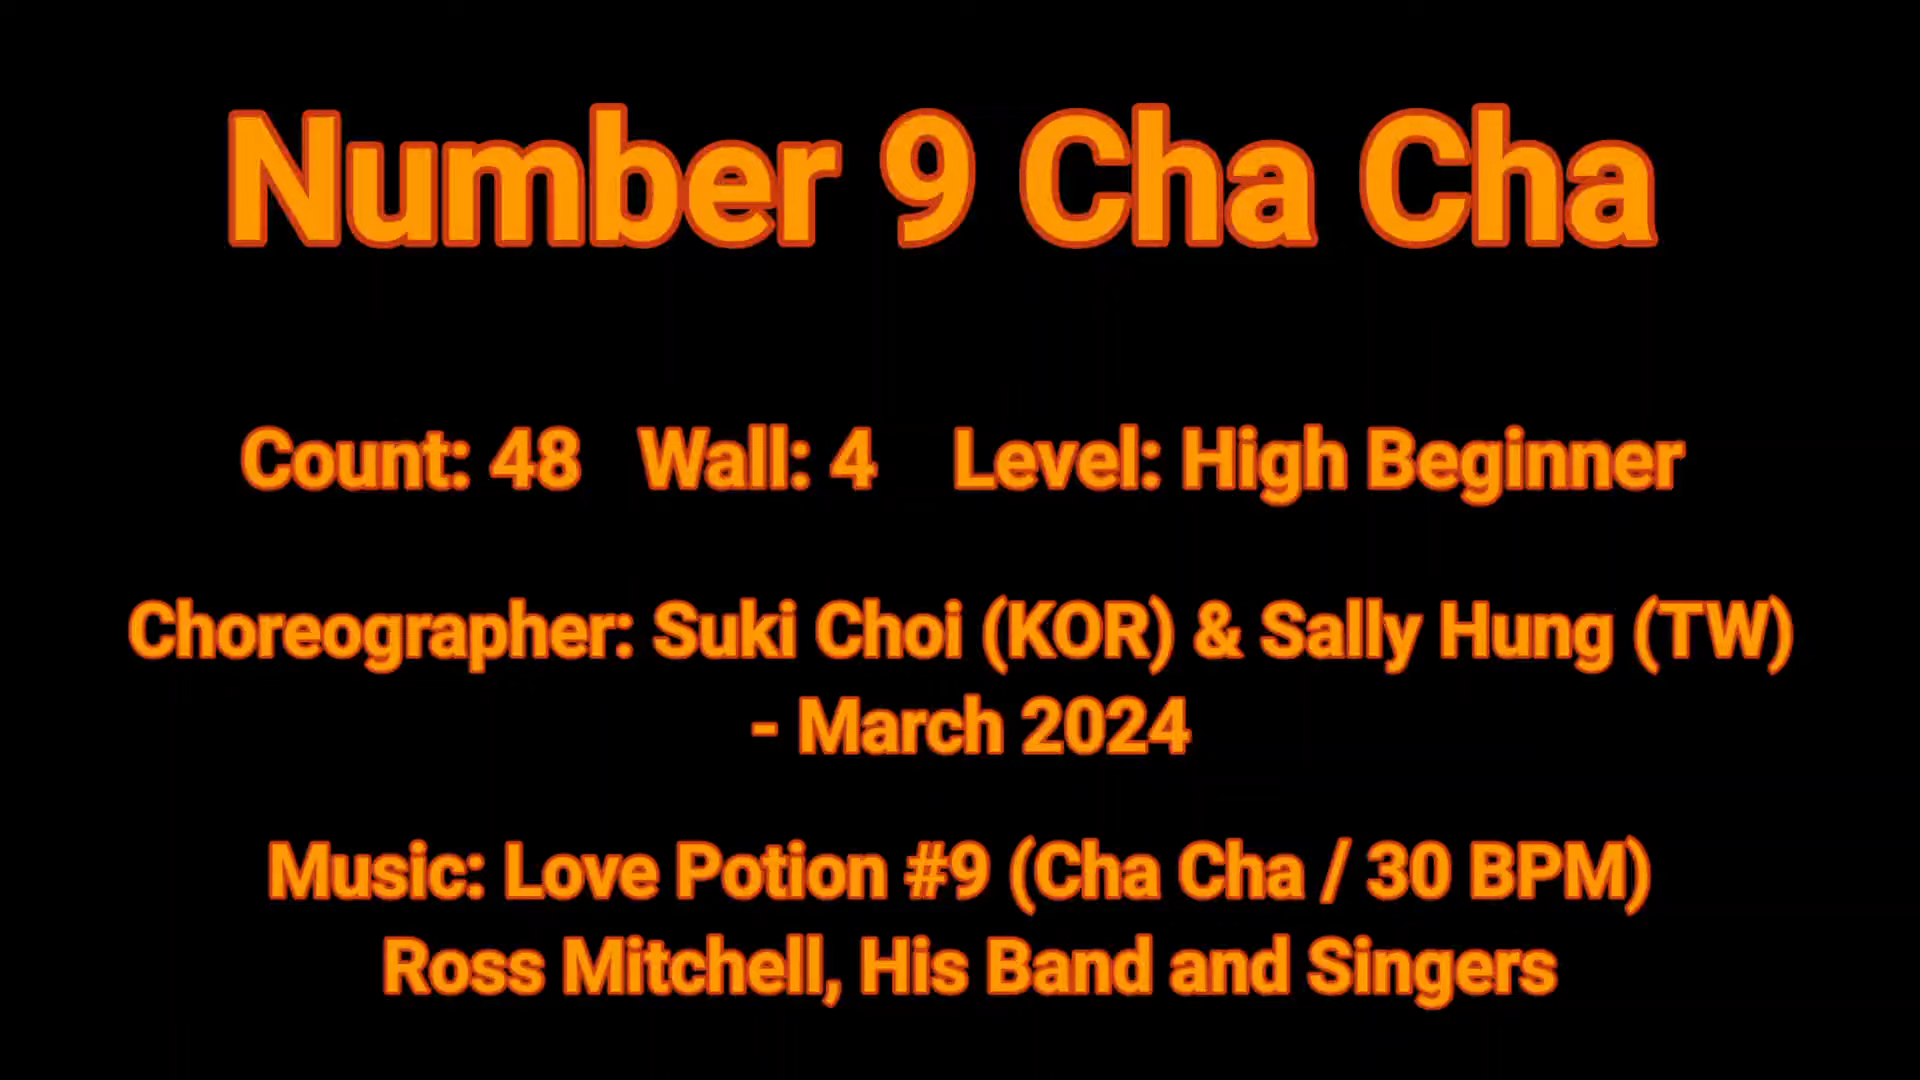 Number 9 Cha Cha
Count: 48 Wall: 4 Level: High Beginner
Choreographer: Suki Choi (KOR) & Sally Hung (TW)
- March 2024
Music: Love Potion #9 (Cha Cha / 30 BPM)
Ross Mitchell, His Band and Singers